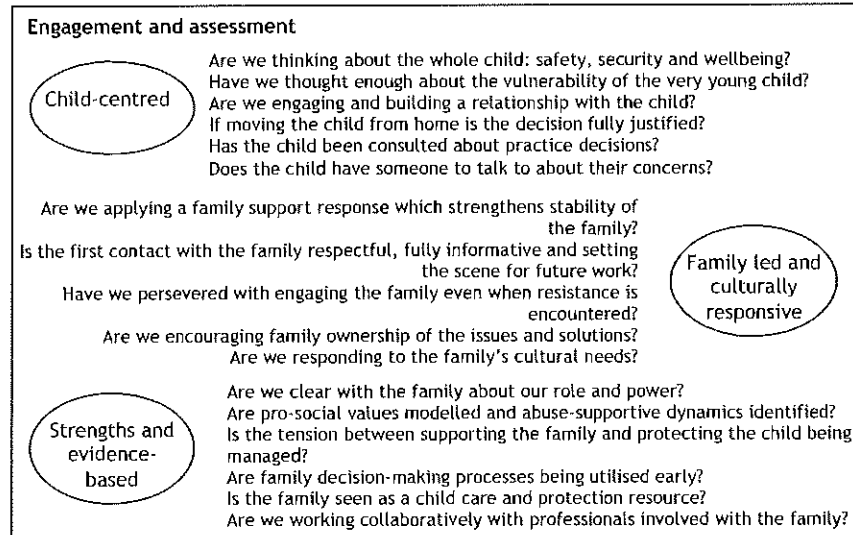 Engagement and assessment
Child-centred
Are we thinking about the whole child: safety, security and wellbeing?
Have we thought enough about the vulnerability of the very young child?
Are we engaging and building a relationship with the child?
If moving the child from home is the decision fully justified?
Has the child been consulted about practice decisions?
Does the child have someone to talk to about their concerns?
Are we applying a family support response which strengthens stability of
the family?
Is the first contact with the family respectful, fully informative and setting
the scene for future work?
Have we persevered with engaging the family even when resistance is
encountered?
Are we encouraging family ownership of the issues and solutions?
Are we responding to the family's cultural needs?
Family led and
culturally
responsive
Strengths and
evidence-
based
Are we clear with the family about our role and power?
Are pro-social values modelled and abuse-supportive dynamics identified?
Is the tension between supporting the family and protecting the child being
managed?
Are family decision-making processes being utilised early?
Is the family seen as a child care and protection resource?
Are we working collaboratively with professionals involved with the family?